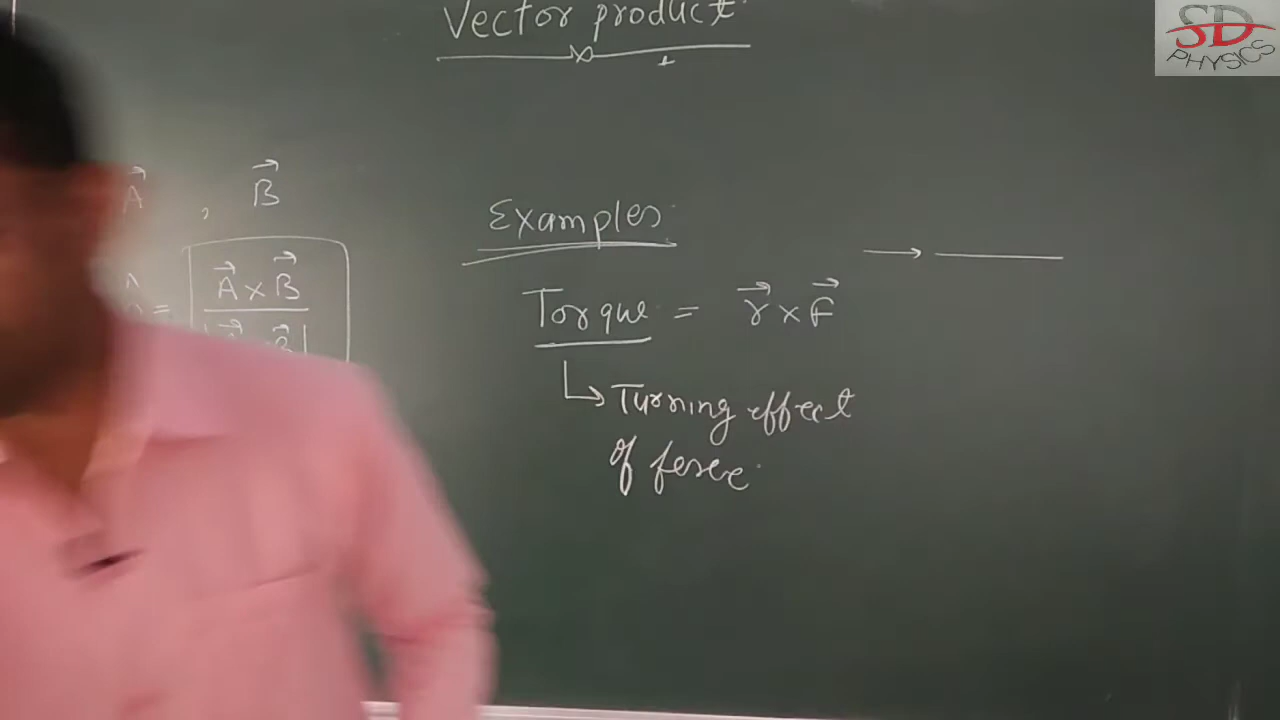 Vector product
SD
PHYSICS
A⃗ , B⃗
= A⃗ × B⃗
Examples
Torque = r⃗ × F⃗
↳ Turning effect
of force